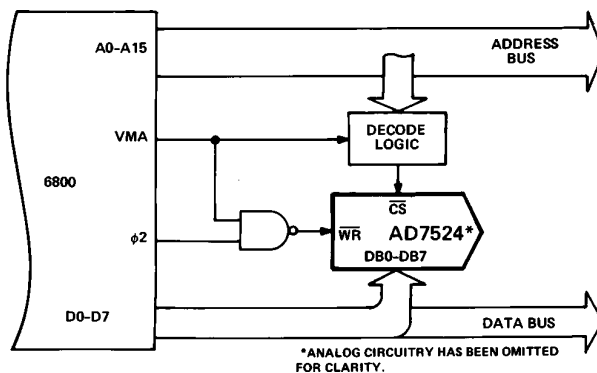 A0–A15
ADDRESS
BUS
VMA
DECODE
LOGIC
6800
CS
AD7524*
WR
φ2
DB0–DB7
D0–D7
DATA BUS
*ANALOG CIRCUITRY HAS BEEN OMITTED
FOR CLARITY.